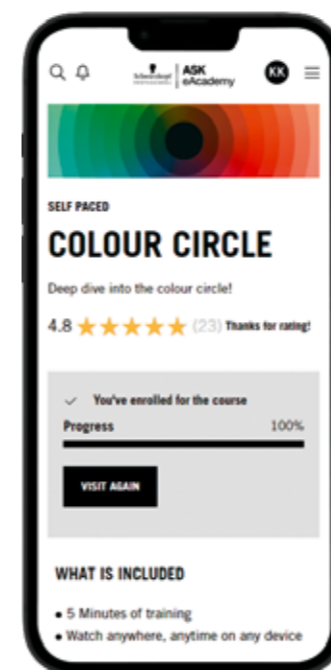 Schwarzkopf
ASK
eAcademy
KK
SELF PACED
COLOUR CIRCLE
Deep dive into the colour circle!
4.8 (23) Thanks for rating!
You've enrolled for the course
Progress 100%
VISIT AGAIN
WHAT IS INCLUDED
• 5 Minutes of training
• Watch anywhere, anytime on any device